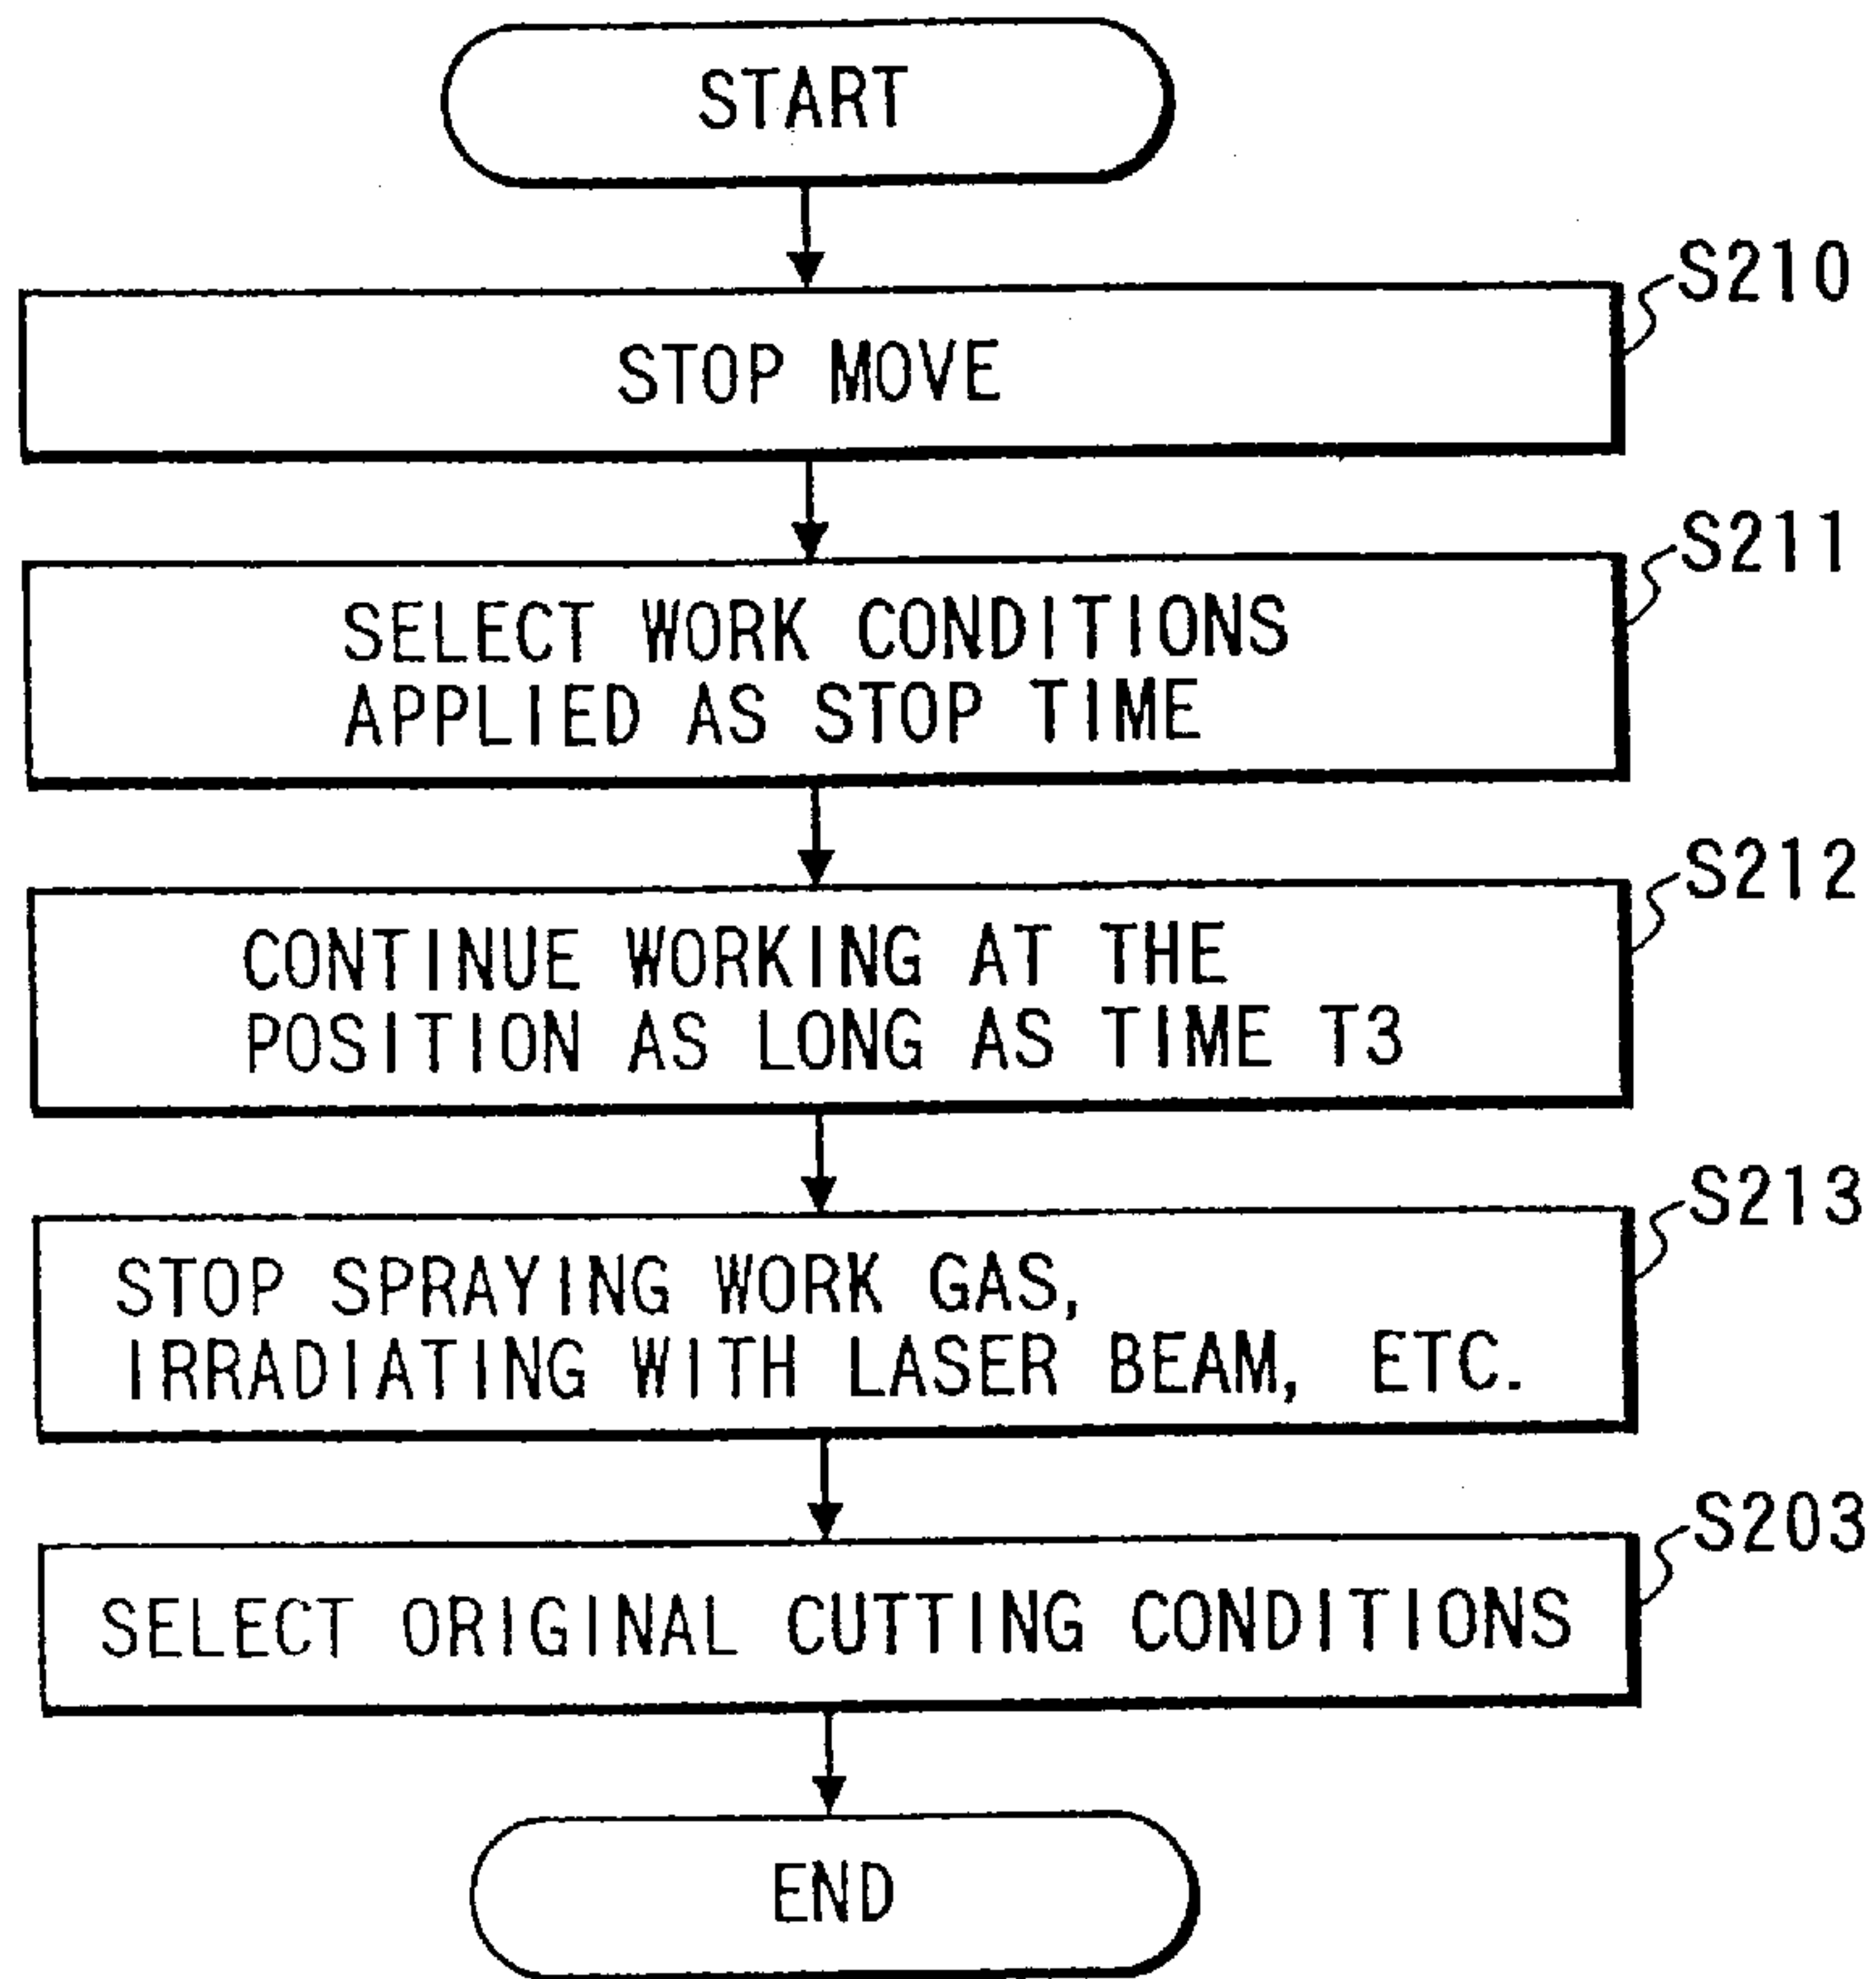 START
S210
STOP MOVE
S211
SELECT WORK CONDITIONS
APPLIED AS STOP TIME
S212
CONTINUE WORKING AT THE
POSITION AS LONG AS TIME T3
S213
STOP SPRAYING WORK GAS,
IRRADIATING WITH LASER BEAM, ETC.
S203
SELECT ORIGINAL CUTTING CONDITIONS
END